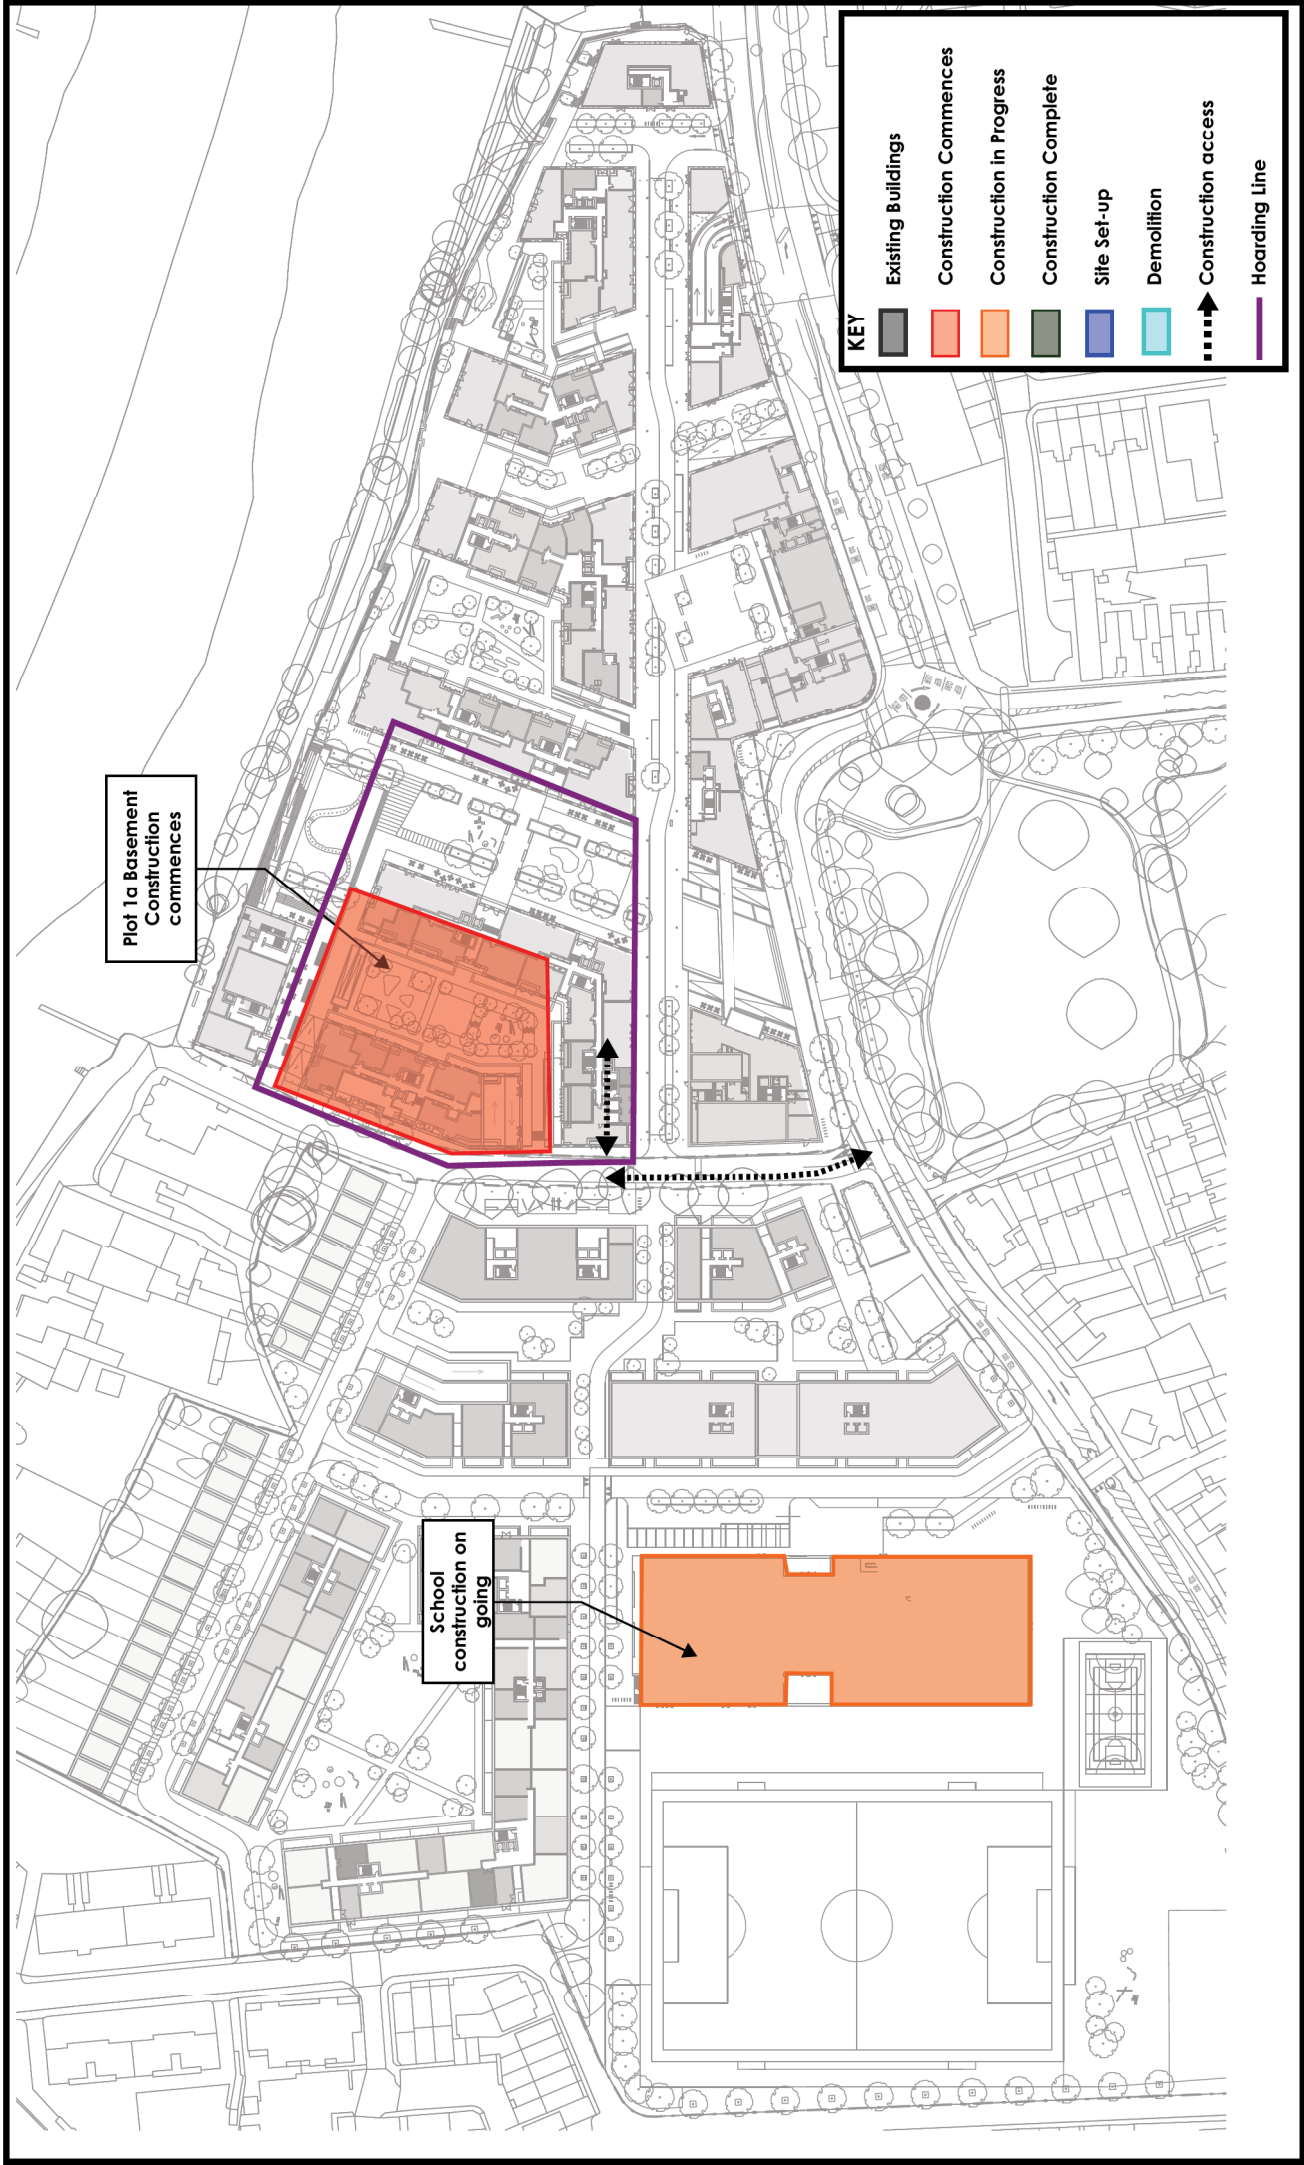 Plot 1a Basement
Construction
commences
School
construction on
going
KEY
Existing Buildings
Construction Commences
Construction in Progress
Construction Complete
Site Set-up
Demolition
Construction access
Hoarding Line